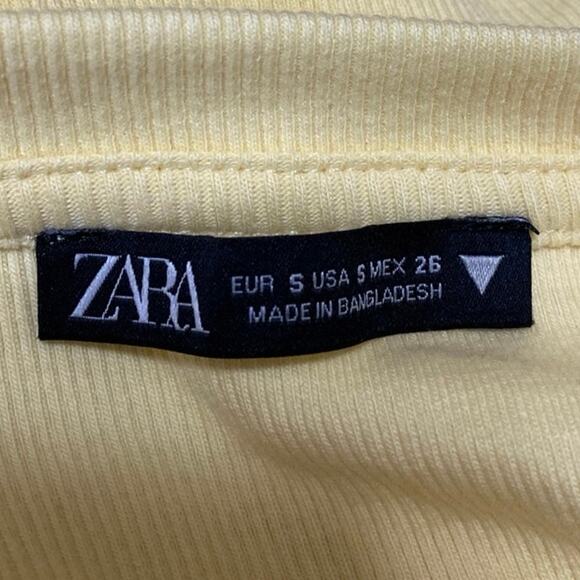 ZARA
EUR S USA S MEX 26
MADE IN BANGLADESH